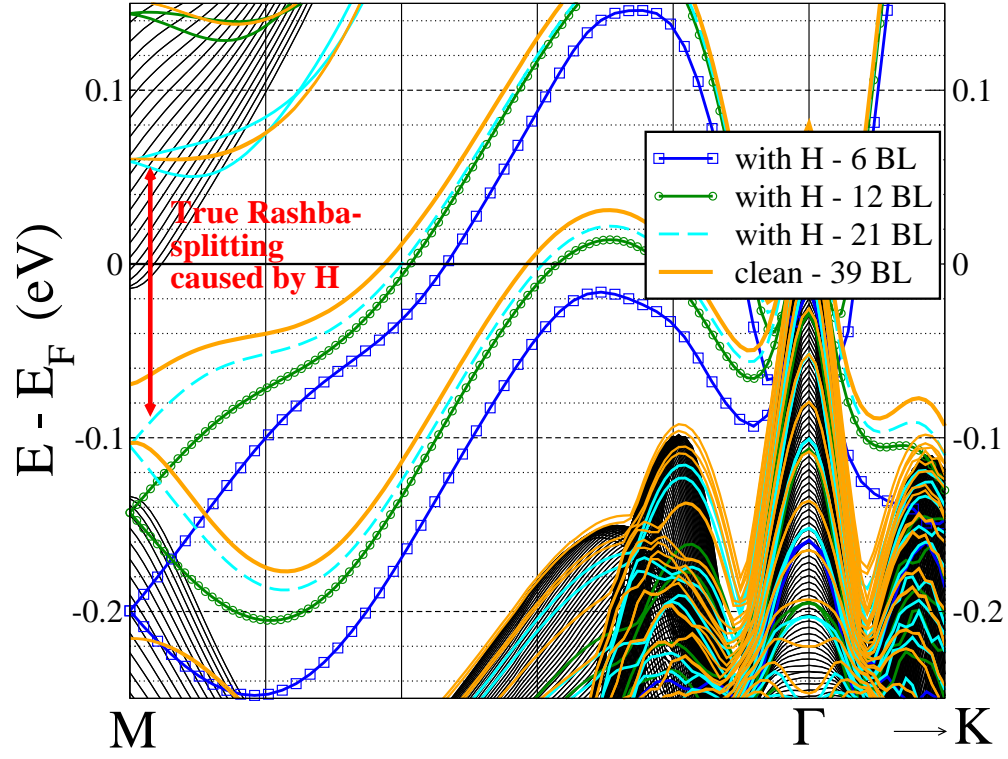 0.1
0
-0.1
-0.2
E - E_F (eV)
True Rashba-
splitting
caused by H
with H - 6 BL
with H - 12 BL
with H - 21 BL
clean - 39 BL
0.1
0
-0.1
-0.2
M
Γ
→ K